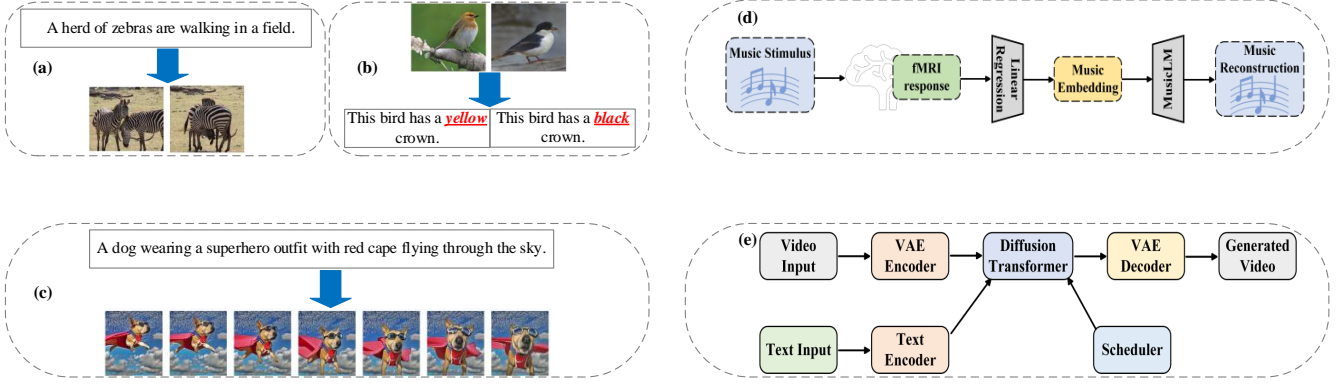 A herd of zebras are walking in a field.
(a)
(b)
This bird has a yellow
crown.
This bird has a black
crown.
A dog wearing a superhero outfit with red cape flying through the sky.
(c)
(d)
Music Stimulus
fMRI
response
Linear
Regression
Music
Embedding
MusicLM
Music
Reconstruction
(e)
Video
Input
VAE
Encoder
Diffusion
Transformer
VAE
Decoder
Generated
Video
Text Input
Text
Encoder
Scheduler